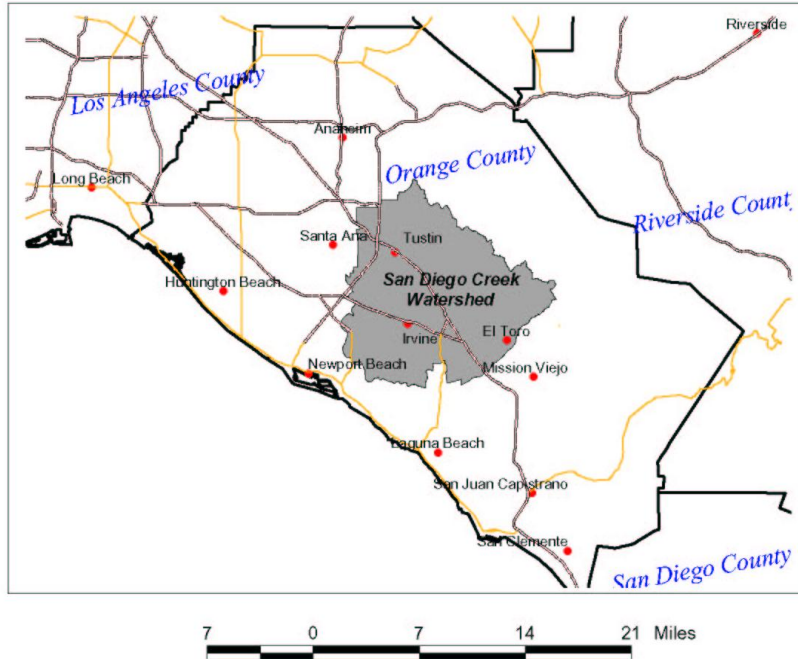 Riverside
Los Angeles County
Anaheim
Orange County
Long Beach
Riverside County
Santa Ana
Tustin
San Diego Creek
Watershed
Huntington Beach
Irvine
El Toro
Newport Beach
Mission Viejo
Laguna Beach
San Juan Capistrano
San Clemente
San Diego County
7 0 7 14 21 Miles